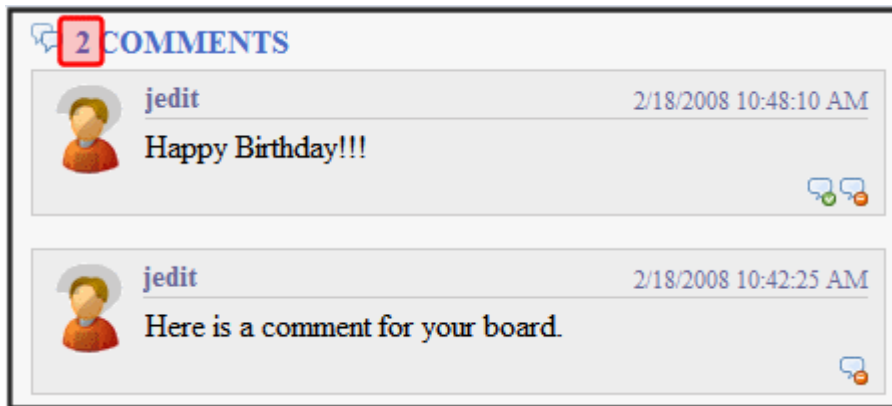 2 COMMENTS
jedit 2/18/2008 10:48:10 AM
Happy Birthday!!!
jedit 2/18/2008 10:42:25 AM
Here is a comment for your board.